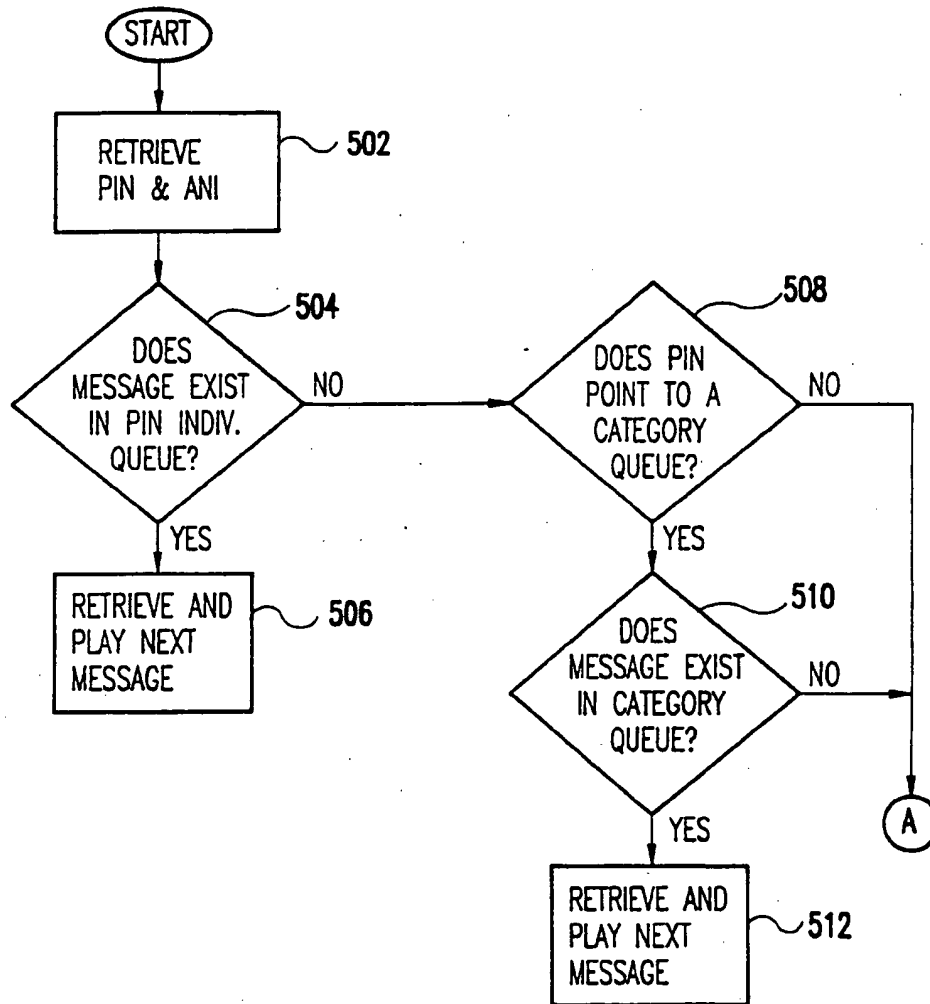 START
RETRIEVE
PIN & ANI
502
DOES
MESSAGE EXIST
IN PIN INDIV.
QUEUE?
504
NO
YES
RETRIEVE AND
PLAY NEXT
MESSAGE
506
DOES PIN
POINT TO A
CATEGORY
QUEUE?
508
NO
YES
DOES
MESSAGE EXIST
IN CATEGORY
QUEUE?
510
NO
YES
A
RETRIEVE AND
PLAY NEXT
MESSAGE
512